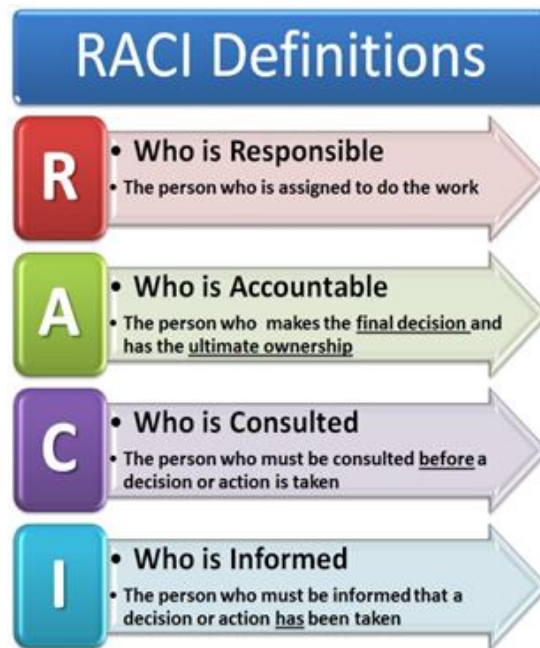 RACI Definitions
R
• Who is Responsible
• The person who is assigned to do the work
A
• Who is Accountable
• The person who makes the final decision and
has the ultimate ownership
C
• Who is Consulted
• The person who must be consulted before a
decision or action is taken
I
• Who is Informed
• The person who must be informed that a
decision or action has been taken